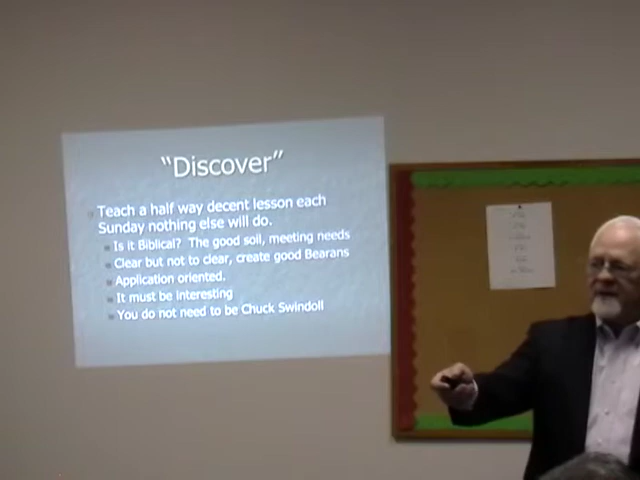 "Discover"
Teach a half way decent lesson each
Sunday nothing else will do.
Is it Biblical? The good soil, meeting needs
Clear but not to clear, create good Bearans
Application oriented.
It must be interesting
You do not need to be Chuck Swindoll